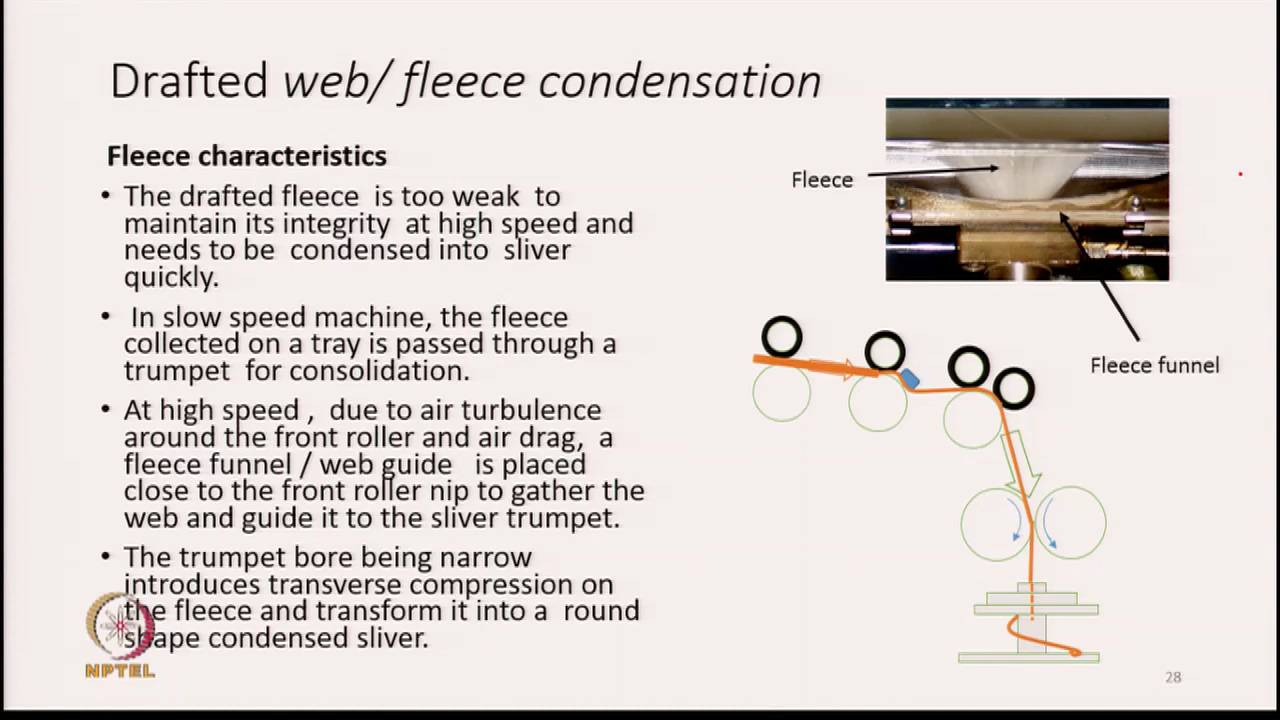 Drafted web/ fleece condensation
Fleece characteristics
• The drafted fleece is too weak to
maintain its integrity at high speed and
needs to be condensed into sliver
quickly.
• In slow speed machine, the fleece
collected on a tray is passed through a
trumpet for consolidation.
• At high speed , due to air turbulence
around the front roller and air drag, a
fleece funnel / web guide is placed
close to the front roller nip to gather the
web and guide it to the sliver trumpet.
• The trumpet bore being narrow
introduces transverse compression on
the fleece and transform it into a round
shape condensed sliver.
Fleece
Fleece funnel
NPTEL
28